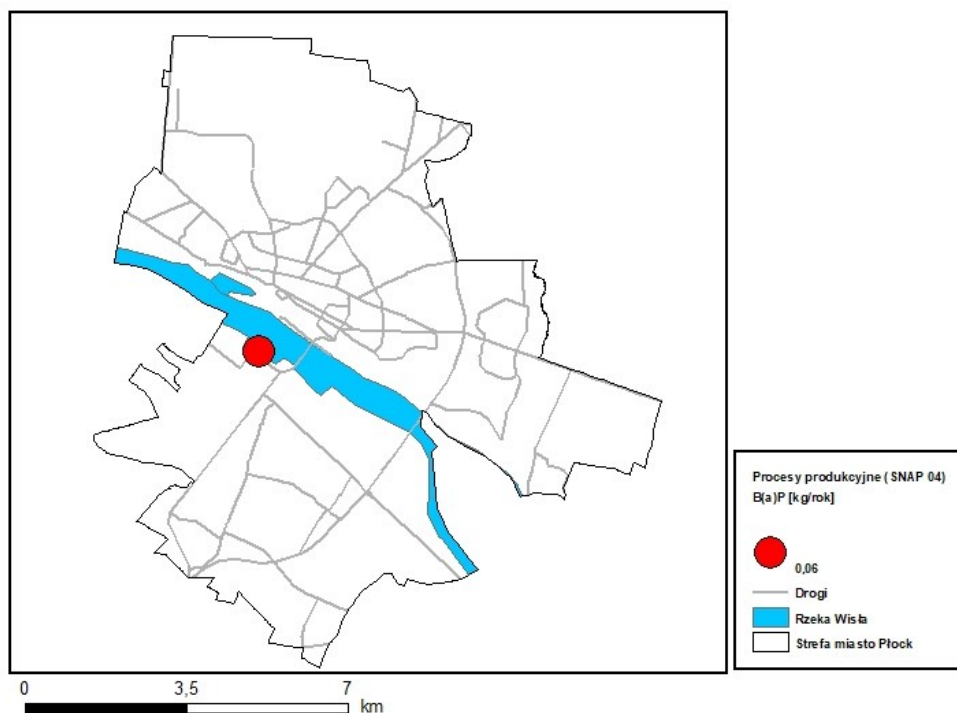 Procesy produkcyjne ( SNAP 04)
B(a)P [kg/rok]
0,06
Drogi
Rzeka Wisła
Strefa miasto Płock
0 3,5 7
km